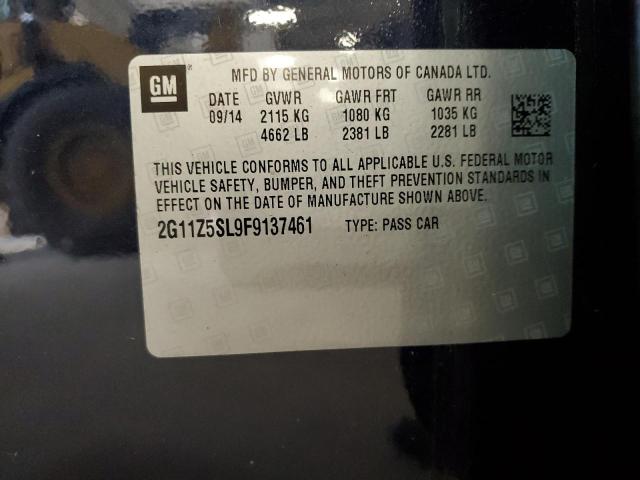 GM
MFD BY GENERAL MOTORS OF CANADA LTD.
DATE GVWR GAWR FRT GAWR RR
09/14 2115 KG 1080 KG 1035 KG
4662 LB 2381 LB 2281 LB
THIS VEHICLE CONFORMS TO ALL APPLICABLE U.S. FEDERAL MOTOR
VEHICLE SAFETY, BUMPER, AND THEFT PREVENTION STANDARDS IN
EFFECT ON THE DATE OF MANUFACTURE SHOWN ABOVE.
2G11Z5SL9F9137461 TYPE: PASS CAR